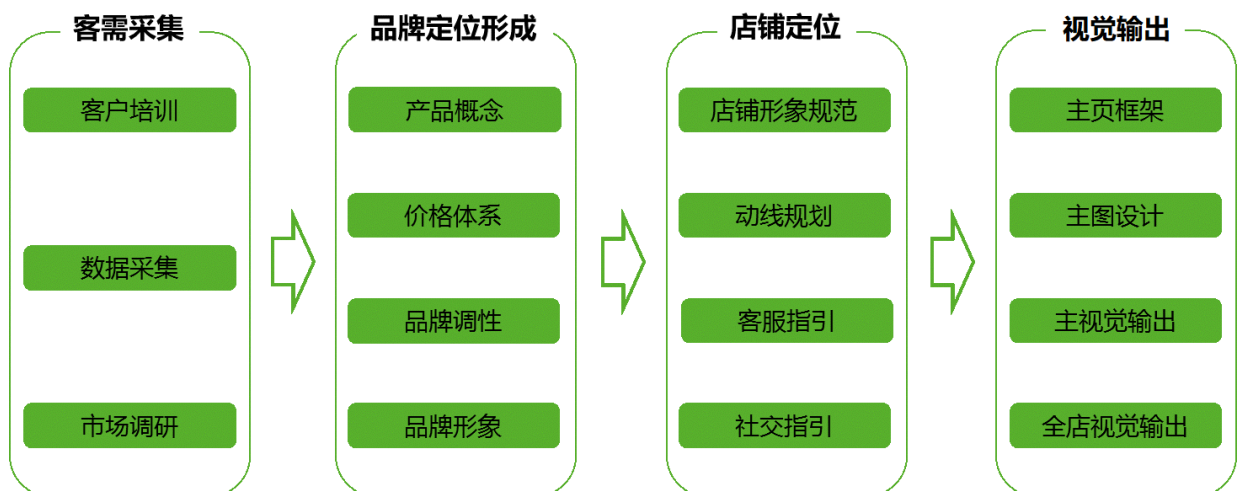 客需采集
客户培训
数据采集
市场调研
品牌定位形成
产品概念
价格体系
品牌调性
品牌形象
店铺定位
店铺形象规范
动线规划
客服指引
社交指引
视觉输出
主页框架
主图设计
主视觉输出
全店视觉输出